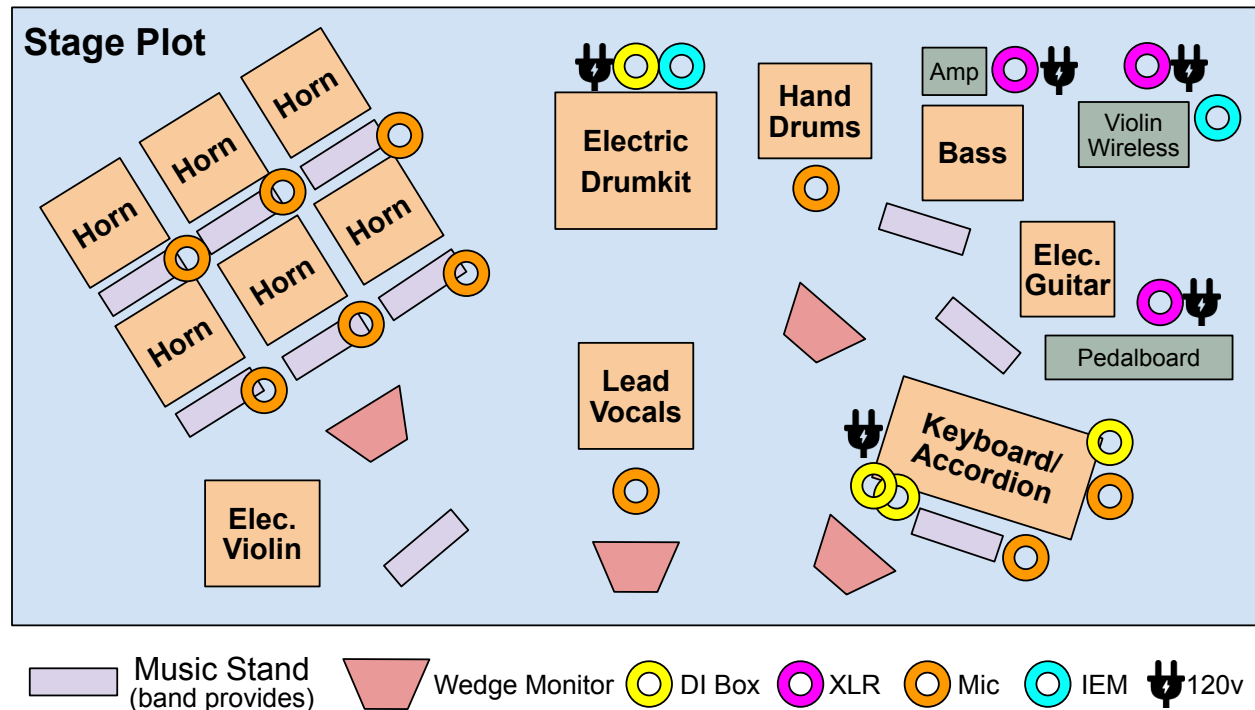 Stage Plot
Horn
Horn
Horn
Horn
Horn
Horn
Electric
Drumkit
Hand
Drums
Amp
Bass
Violin
Wireless
Elec.
Guitar
Pedalboard
Lead
Vocals
Keyboard/
Accordion
Elec.
Violin
Music Stand
(band provides)
Wedge Monitor
DI Box
XLR
Mic
IEM
120v